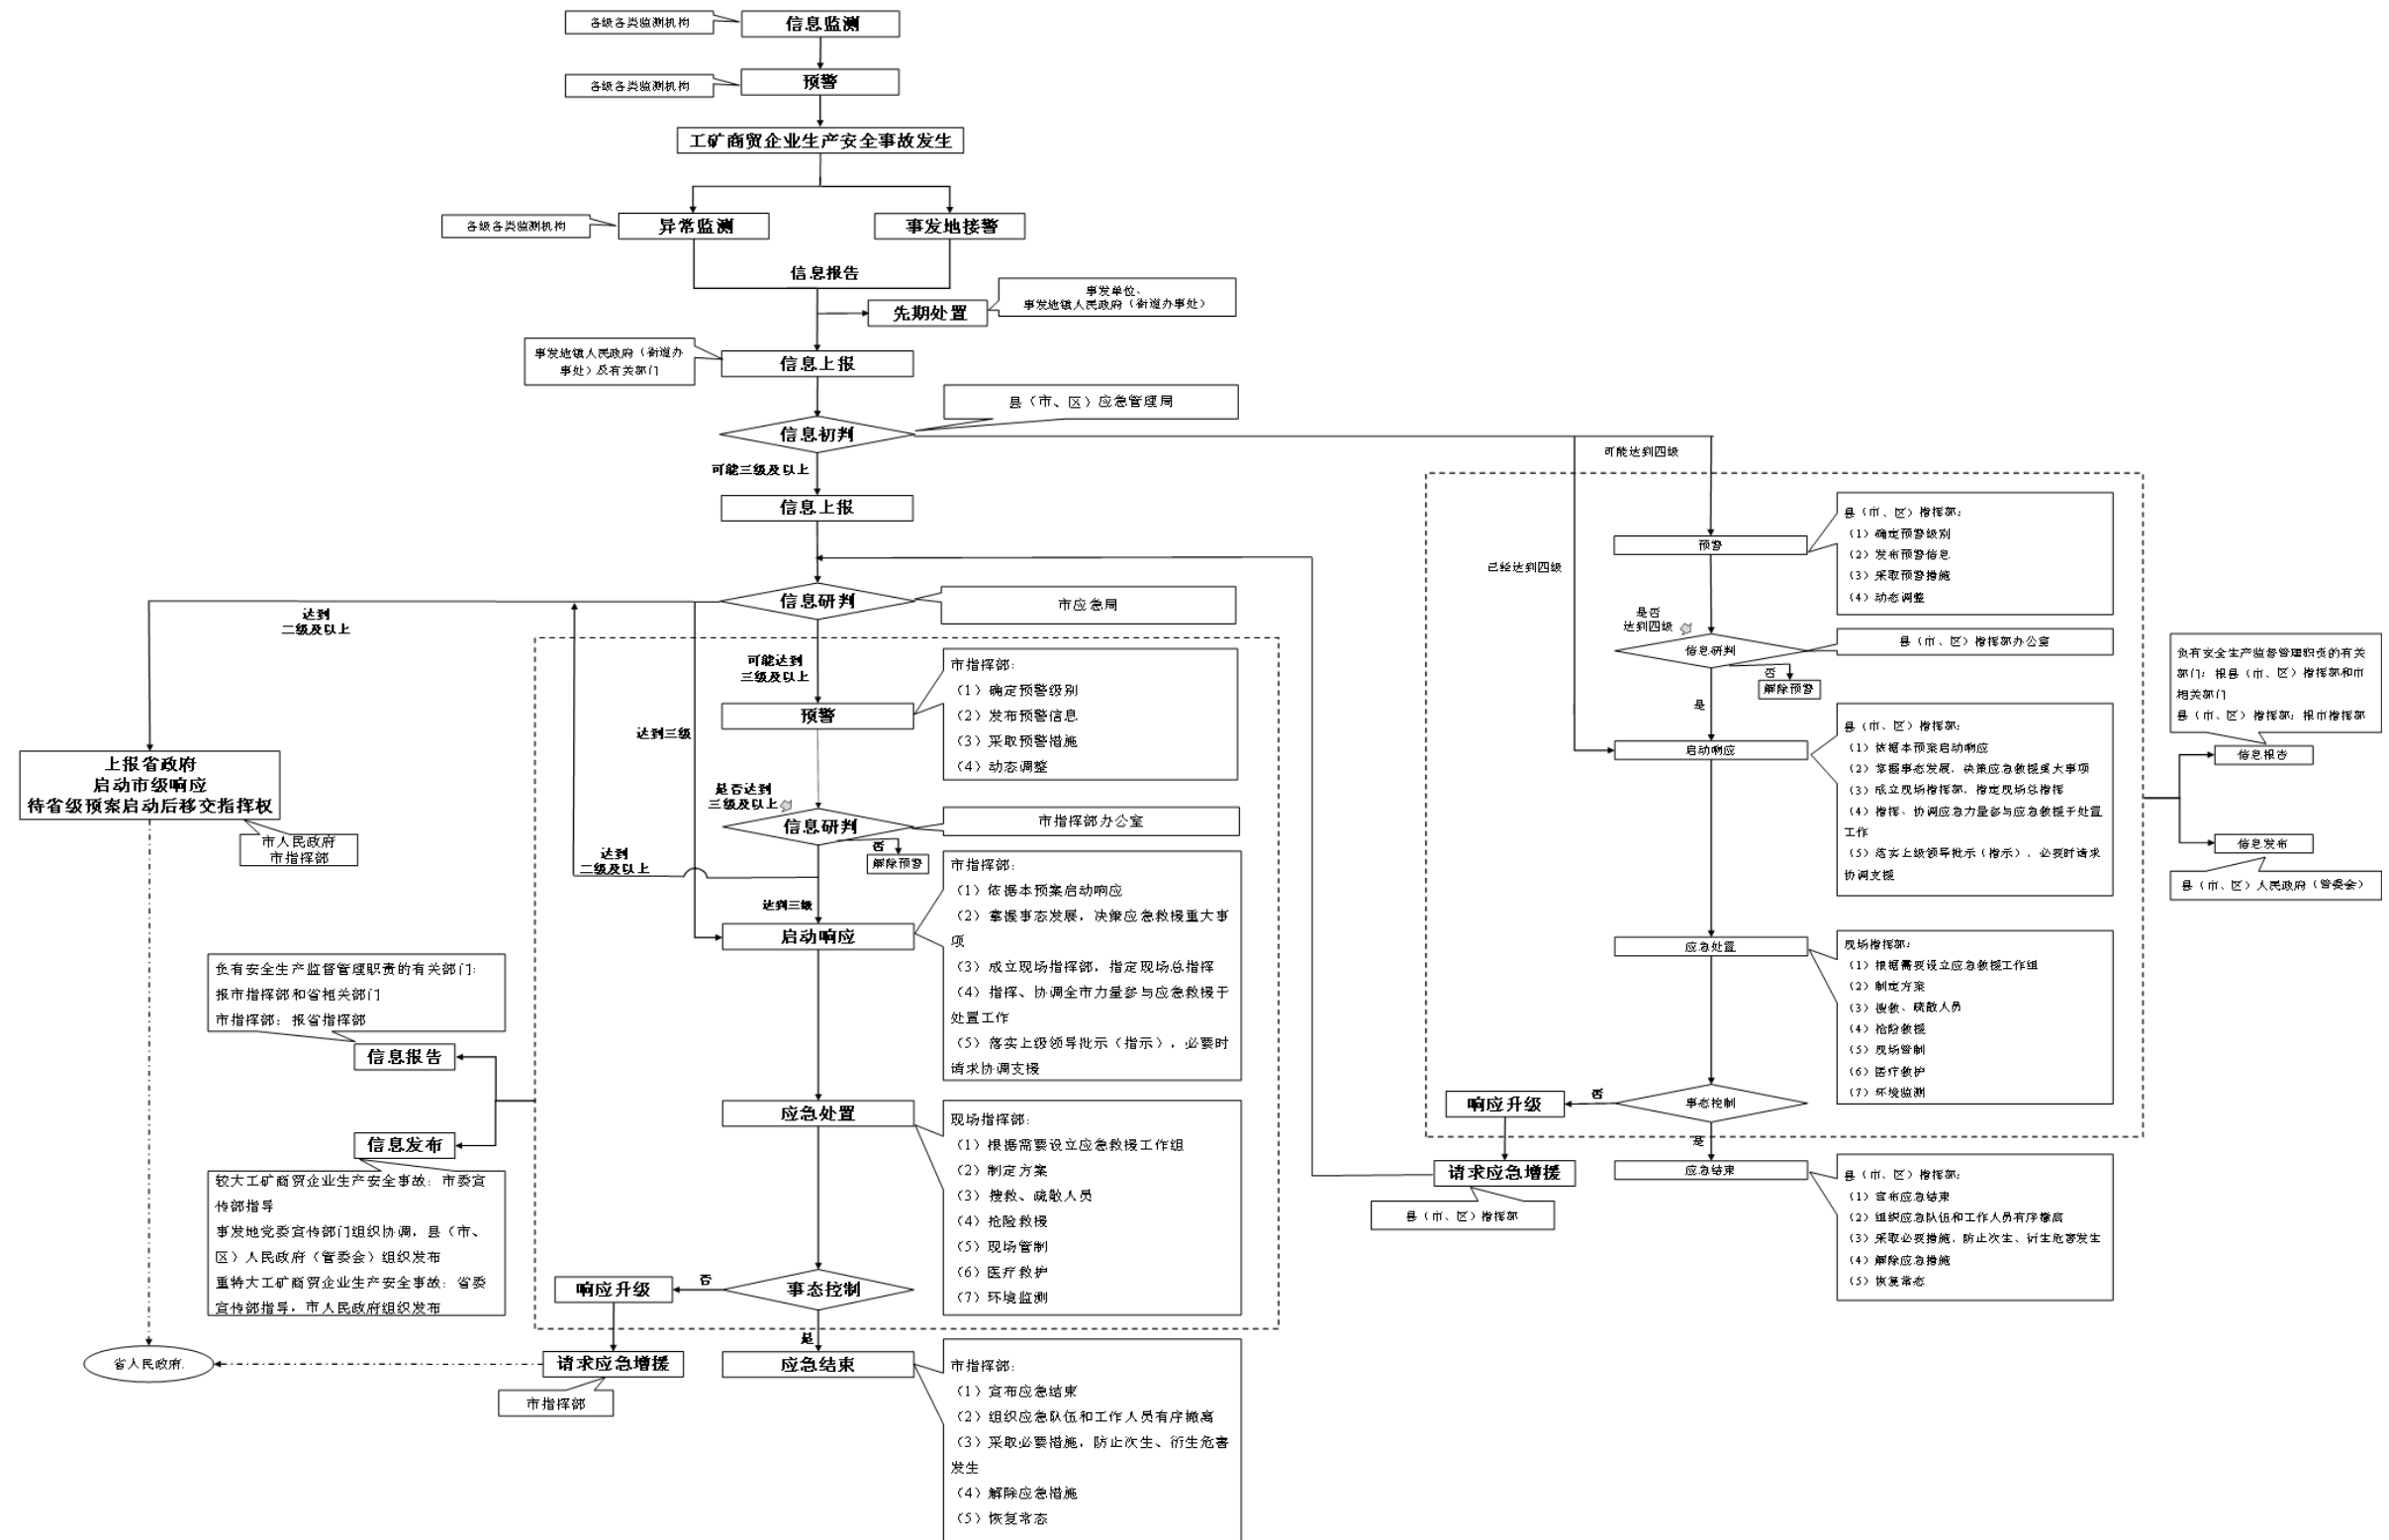 各级各类监测机构
信息监测
各级各类监测机构
预警
工矿商贸企业生产安全事故发生
各级各类监测机构
异常监测
事发地接警
信息报告
先期处置
事发单位、
事发地镇人民政府（街道办事处）
事发地镇人民政府（街道办
事处）及有关部门
信息上报
县（市、区）应急管理局
信息初判
可能三级及以上
信息上报
信息研判
市应急局
达到
二级及以上
上报省政府
启动市级响应
待省级预案启动后移交指挥权
市人民政府
市指挥部
省人民政府.
达到三级
可能达到
三级及以上
预警
市指挥部：
（1）确定预警级别
（2）发布预警信息
（3）采取预警措施
（4）动态调整
是否达到
三级及以上
信息研判
市指挥部办公室
否
解除预警
达到
二级及以上
达到三级
启动响应
市指挥部：
（1）依据本预案启动响应
（2）掌握事态发展，决策应急救援重大事
项
（3）成立现场指挥部，指定现场总指挥
（4）指挥、协调全市力量参与应急救援于
处置工作
（5）落实上级领导批示（指示），必要时
请求协调支援
负有安全生产监督管理职责的有关部门：
报市指挥部和省相关部门
市指挥部：报省指挥部
信息报告
信息发布
较大工矿商贸企业生产安全事故：市委宣
传部指导
事发地党委宣传部门组织协调，县（市、
区）人民政府（管委会）组织发布
重特大工矿商贸企业生产安全事故：省委
宣传部指导，市人民政府组织发布
应急处置
现场指挥部：
（1）根据需要设立应急救援工作组
（2）制定方案
（3）搜救、疏散人员
（4）抢险救援
（5）现场管制
（6）医疗救护
（7）环境监测
事态控制
否
响应升级
请求应急增援
市指挥部
是
应急结束
市指挥部：
（1）宣布应急结束
（2）组织应急队伍和工作人员有序撤离
（3）采取必要措施，防止次生、衍生危害
发生
（4）解除应急措施
（5）恢复常态
可能达到四级
已经达到四级
预警
县（市、区）指挥部：
（1）确定预警级别
（2）发布预警信息
（3）采取预警措施
（4）动态调整
是否
达到四级
信息研判
县（市、区）指挥部办公室
否
解除预警
是
启动响应
县（市、区）指挥部：
（1）依据本预案启动响应
（2）掌握事态发展，决策应急救援重大事项
（3）成立现场指挥部，指定现场总指挥
（4）指挥、协调应急力量参与应急救援于处置
工作
（5）落实上级领导批示（指示），必要时请求
协调支援
负有安全生产监督管理职责的有关
部门：报县（市、区）指挥部和市
相关部门
县（市、区）指挥部：报市指挥部
信息报告
信息发布
县（市、区）人民政府（管委会）
应急处置
现场指挥部：
（1）根据需要设立应急救援工作组
（2）制定方案
（3）搜救、疏散人员
（4）抢险救援
（5）现场管制
（6）医疗救护
（7）环境监测
事态控制
否
响应升级
请求应急增援
县（市、区）指挥部
是
应急结束
县（市、区）指挥部：
（1）宣布应急结束
（2）组织应急队伍和工作人员有序撤离
（3）采取必要措施，防止次生、衍生危害发生
（4）解除应急措施
（5）恢复常态